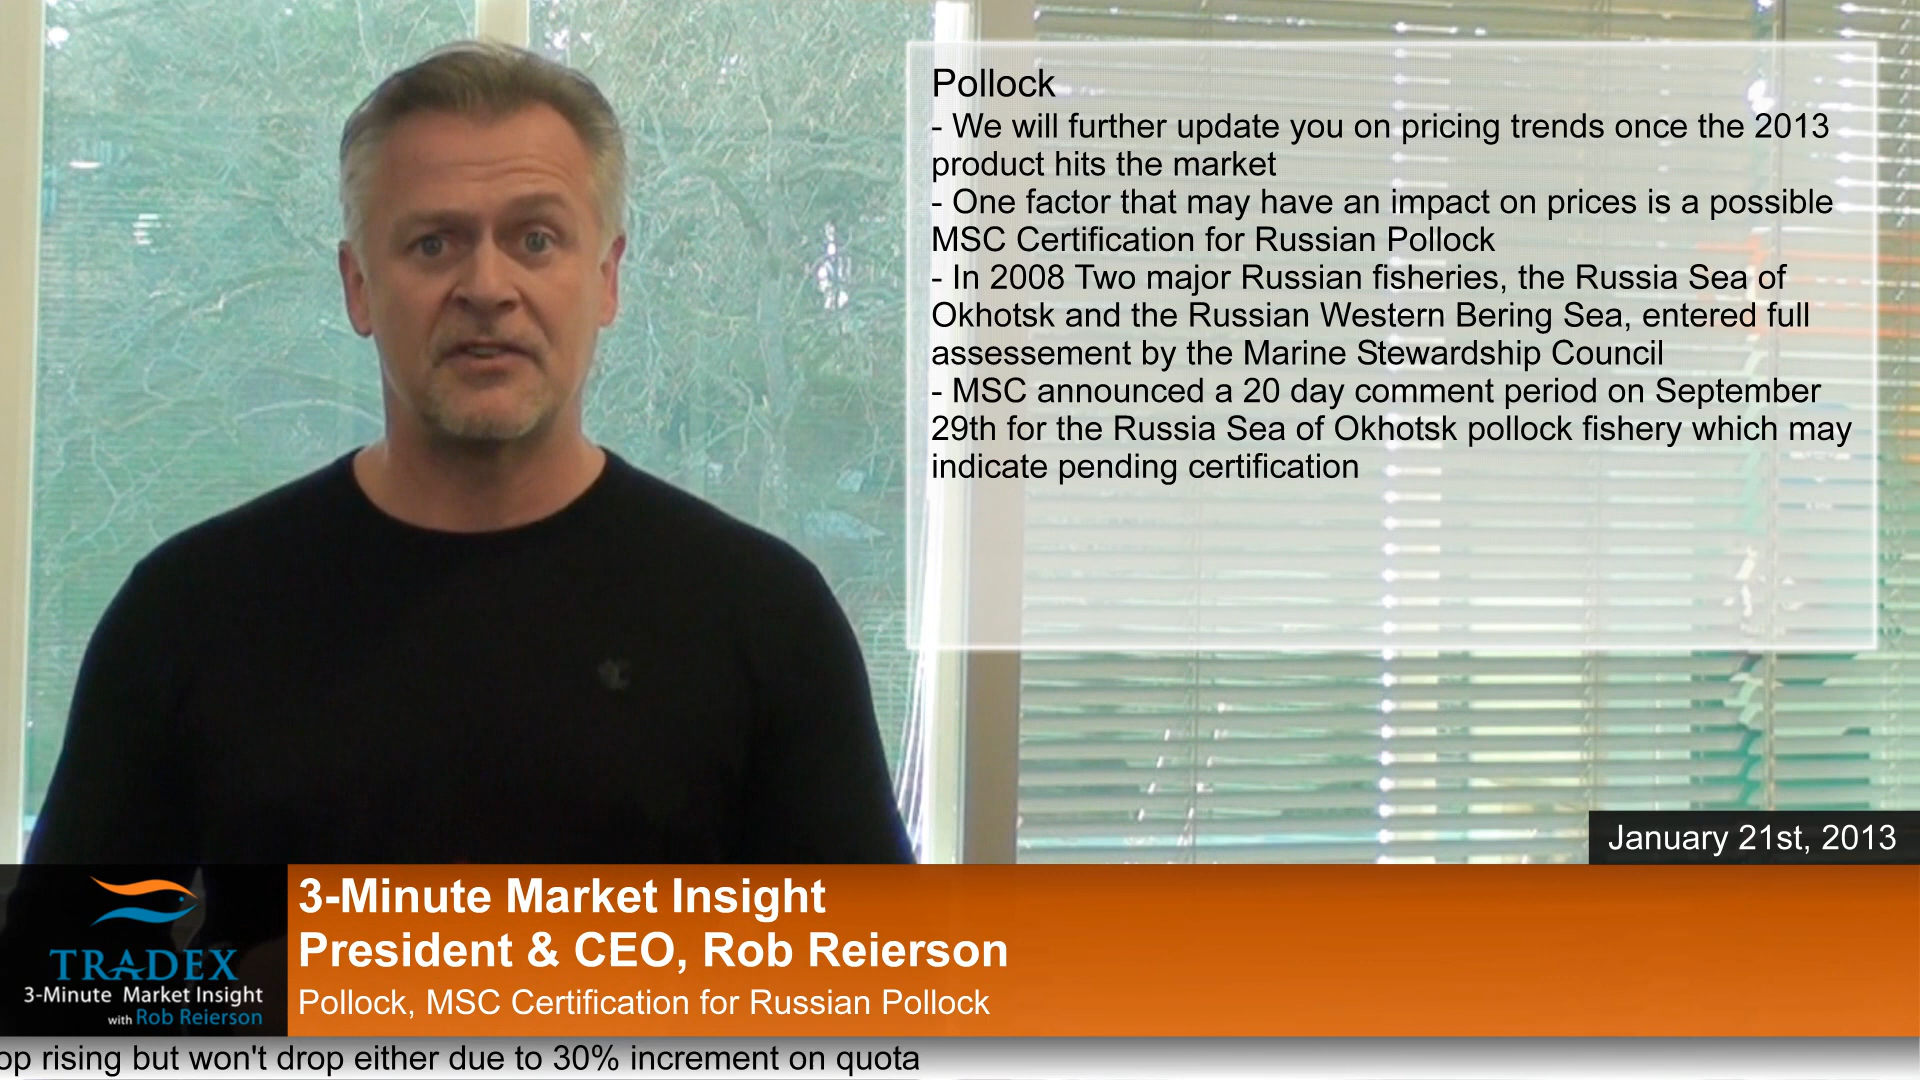 Pollock
- We will further update you on pricing trends once the 2013
product hits the market
- One factor that may have an impact on prices is a possible
MSC Certification for Russian Pollock
- In 2008 Two major Russian fisheries, the Russia Sea of
Okhotsk and the Russian Western Bering Sea, entered full
assessement by the Marine Stewardship Council
- MSC announced a 20 day comment period on September
29th for the Russia Sea of Okhotsk pollock fishery which may
indicate pending certification
January 21st, 2013
3-Minute Market Insight
President & CEO, Rob Reierson
Pollock, MSC Certification for Russian Pollock
TRADEX
3-Minute Market Insight
with Rob Reierson
op rising but won't drop either due to 30% increment on quota